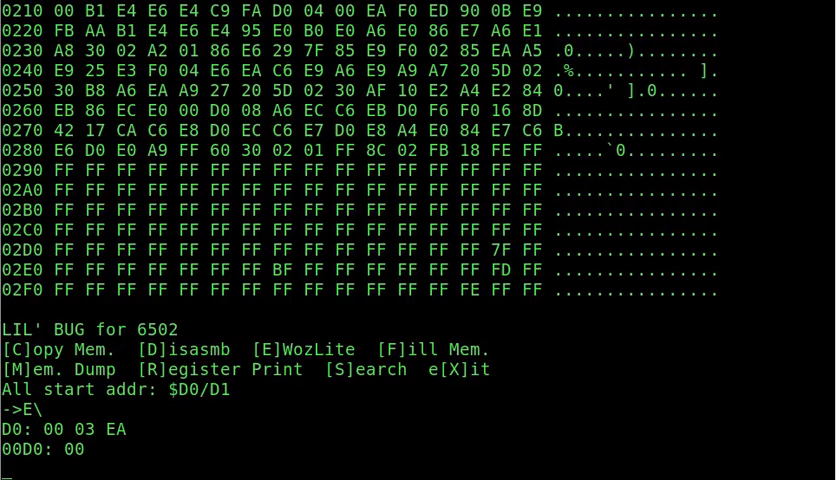 0210 00 B1 E4 E6 E4 C9 FA D0 04 00 EA F0 ED 90 0B E9 ................
0220 FB AA B1 E4 E6 E4 95 E0 B0 E0 A6 E0 86 E7 A6 E1 ................
0230 A8 30 02 A2 01 86 E6 29 7F 85 E9 F0 02 85 EA A5 .0.....)........
0240 E9 25 E3 F0 04 E6 EA C6 E9 A6 E9 A9 A7 20 5D 02 .%........... ].
0250 30 B8 A6 EA A9 27 20 5D 02 30 AF 10 E2 A4 E2 84 0....' ].0......
0260 EB 86 EC E0 00 D0 08 A6 EC C6 EB D0 F6 F0 16 8D ................
0270 42 17 CA C6 E8 D0 EC C6 E7 D0 E8 A4 E0 84 E7 C6 B...............
0280 E6 D0 E0 A9 FF 60 30 02 01 FF 8C 02 FB 18 FE FF .....`0.........
0290 FF FF FF FF FF FF FF FF FF FF FF FF FF FF FF FF ................
02A0 FF FF FF FF FF FF FF FF FF FF FF FF FF FF FF FF ................
02B0 FF FF FF FF FF FF FF FF FF FF FF FF FF FF FF FF ................
02C0 FF FF FF FF FF FF FF FF FF FF FF FF FF FF FF FF ................
02D0 FF FF FF FF FF FF FF FF FF FF FF FF FF FF 7F FF ................
02E0 FF FF FF FF FF FF FF BF FF FF FF FF FF FF FD FF ................
02F0 FF FF FF FF FF FF FF FF FF FF FF FF FF FE FF FF ................
LIL' BUG for 6502
[C]opy Mem.  [D]isasmb  [E]WozLite  [F]ill Mem.
[M]em. Dump  [R]egister Print  [S]earch  e[X]it
All start addr: $D0/D1
->E\
D0: 00 03 EA
00D0: 00
_